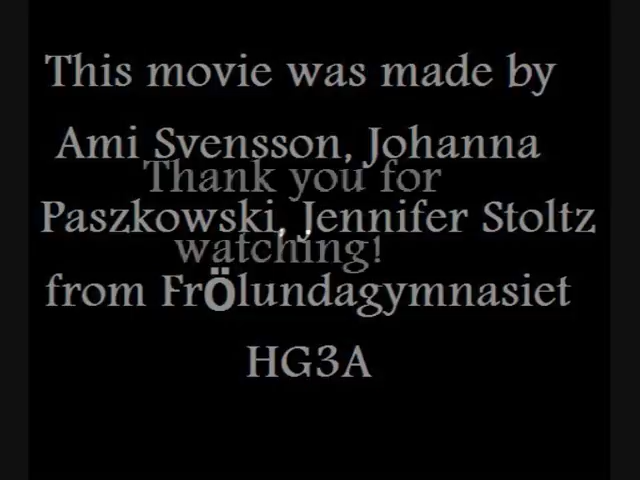 This movie was made by
Ami Svensson, Johanna
Thank you for
Paszkowski, Jennifer Stoltz
watching!
from FrÖlundagymnasiet
HG3A